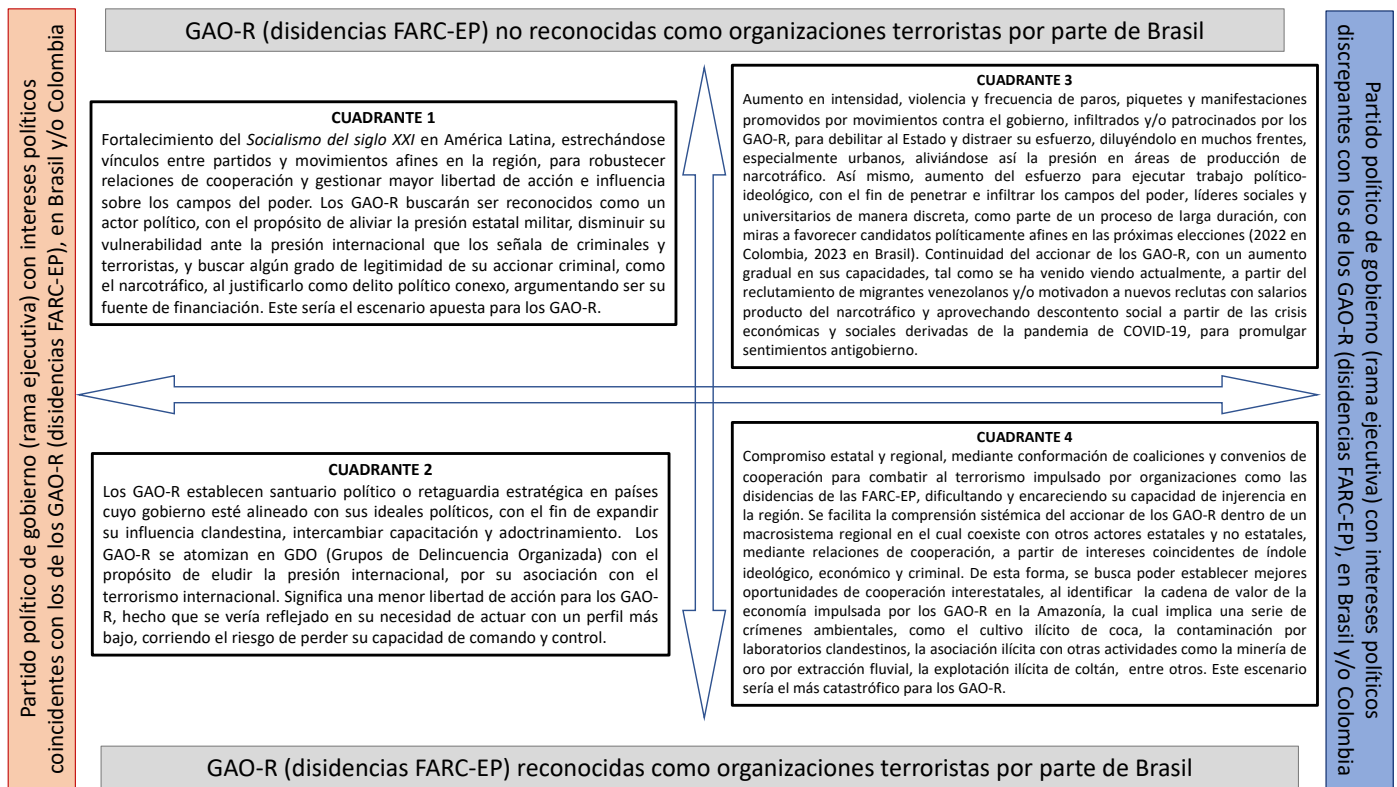 GAO-R (disidencias FARC-EP) no reconocidas como organizaciones terroristas por parte de Brasil
Partido político de gobierno (rama ejecutiva) con intereses políticos
coincidentes con los de los GAO-R (disidencias FARC-EP), en Brasil y/o Colombia
CUADRANTE 1
Fortalecimiento del Socialismo del siglo XXI en América Latina, estrechándose
vínculos entre partidos y movimientos afines en la región, para robustecer
relaciones de cooperación y gestionar mayor libertad de acción e influencia
sobre los campos del poder. Los GAO-R buscarán ser reconocidos como un
actor político, con el propósito de aliviar la presión estatal militar, disminuir su
vulnerabilidad ante la presión internacional que los señala de criminales y
terroristas, y buscar algún grado de legitimidad de su accionar criminal, como
el narcotráfico, al justificarlo como delito político conexo, argumentando ser su
fuente de financiación. Este sería el escenario apuesta para los GAO-R.
CUADRANTE 3
Aumento en intensidad, violencia y frecuencia de paros, piquetes y manifestaciones
promovidos por movimientos contra el gobierno, infiltrados y/o patrocinados por los
GAO-R, para debilitar al Estado y distraer su esfuerzo, diluyéndolo en muchos frentes,
especialmente urbanos, aliviándose así la presión en áreas de producción de
narcotráfico. Así mismo, aumento del esfuerzo para ejecutar trabajo político-
ideológico, con el fin de penetrar e infiltrar los campos del poder, líderes sociales y
universitarios de manera discreta, como parte de un proceso de larga duración, con
miras a favorecer candidatos políticamente afines en las próximas elecciones (2022 en
Colombia, 2023 en Brasil). Continuidad del accionar de los GAO-R, con un aumento
gradual en sus capacidades, tal como se ha venido viendo actualmente, a partir del
reclutamiento de migrantes venezolanos y/o motivadon a nuevos reclutas con salarios
producto del narcotráfico y aprovechando descontento social a partir de las crisis
económicas y sociales derivadas de la pandemia de COVID-19, para promulgar
sentimientos antigobierno.
CUADRANTE 2
Los GAO-R establecen santuario político o retaguardia estratégica en países
cuyo gobierno esté alineado con sus ideales políticos, con el fin de expandir
su influencia clandestina, intercambiar capacitación y adoctrinamiento. Los
GAO-R se atomizan en GDO (Grupos de Delincuencia Organizada) con el
propósito de eludir la presión internacional, por su asociación con el
terrorismo internacional. Significa una menor libertad de acción para los GAO-
R, hecho que se vería reflejado en su necesidad de actuar con un perfil más
bajo, corriendo el riesgo de perder su capacidad de comando y control.
CUADRANTE 4
Compromiso estatal y regional, mediante conformación de coaliciones y convenios de
cooperación para combatir al terrorismo impulsado por organizaciones como las
disidencias de las FARC-EP, dificultando y encareciendo su capacidad de injerencia en
la región. Se facilita la comprensión sistémica del accionar de los GAO-R dentro de un
macrosistema regional en el cual coexiste con otros actores estatales y no estatales,
mediante relaciones de cooperación, a partir de intereses coincidentes de índole
ideológico, económico y criminal. De esta forma, se busca poder establecer mejores
oportunidades de cooperación interestatales, al identificar la cadena de valor de la
economía impulsada por los GAO-R en la Amazonía, la cual implica una serie de
crímenes ambientales, como el cultivo ilícito de coca, la contaminación por
laboratorios clandestinos, la asociación ilícita con otras actividades como la minería de
oro por extracción fluvial, la explotación ilícita de coltán, entre otros. Este escenario
sería el más catastrófico para los GAO-R.
Partido político de gobierno (rama ejecutiva) con intereses políticos
discrepantes con los de los GAO-R (disidencias FARC-EP), en Brasil y/o Colombia
GAO-R (disidencias FARC-EP) reconocidas como organizaciones terroristas por parte de Brasil